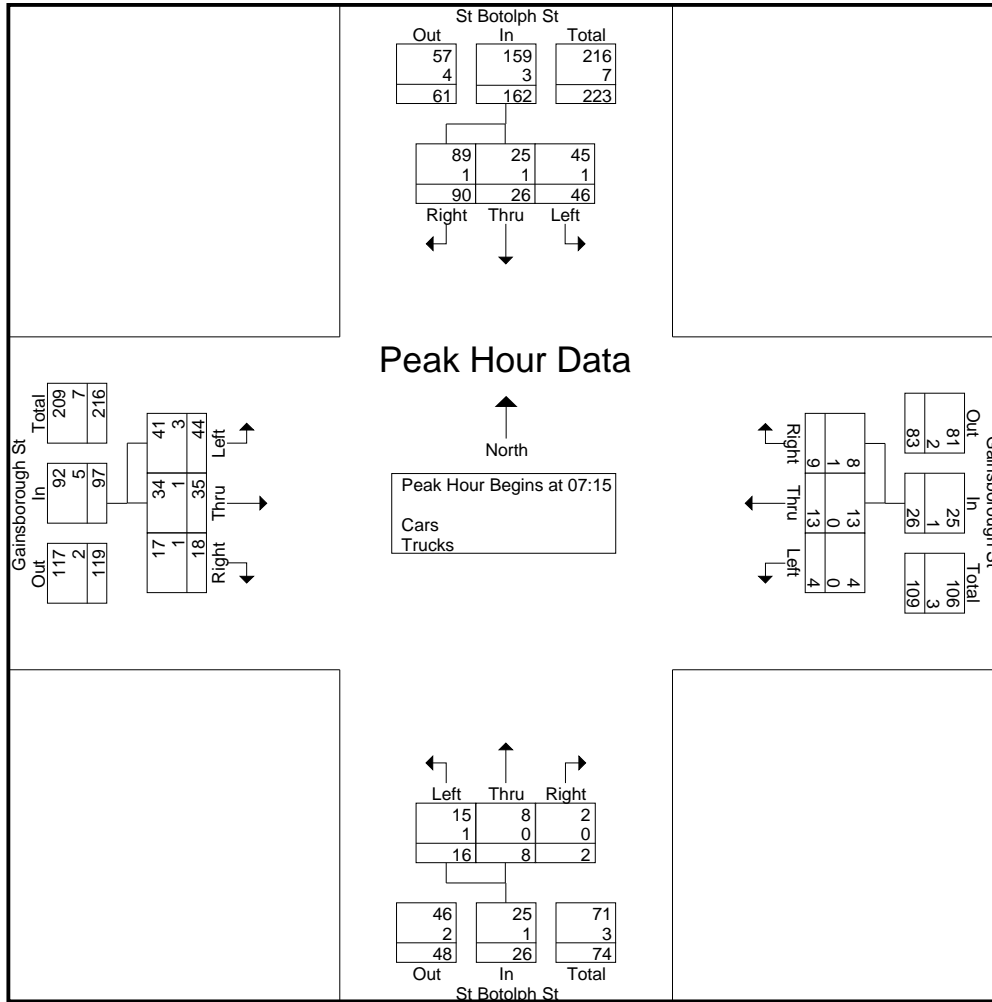 St Botolph St
Out In Total
57 159 216
4 3 7
61 162 223
89 25 45
1 1 1
90 26 46
Right Thru Left
Peak Hour Data
North
Peak Hour Begins at 07:15
Cars
Trucks
Gainsborough St
Total In Out
209 92 117
7 5 2
216 97 119
41 34 17
3 1 1
44 35 18
Left Thru Right
Right Thru Left
9 13 4
1 0 0
8 13 4
83 26 109
2 1 3
81 25 106
Out In Total
Gainsborough St
Left Thru Right
15 8 2
1 0 0
16 8 2
46 25 71
2 1 3
48 26 74
Out In Total
St Botolph St